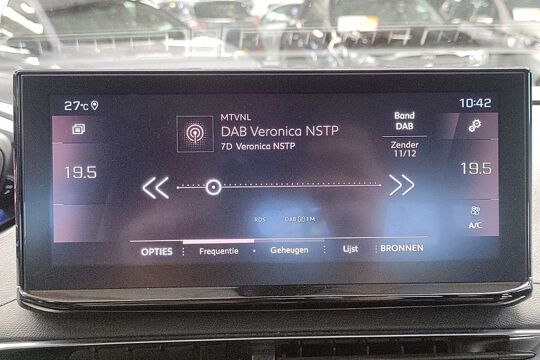 27°C 10:42
MTVNL
DAB Veronica NSTP
7D Veronica NSTP
Band
DAB
Zender
11/12
19.5 19.5
RDS DAB FM
A/C
OPTIES Frequentie Geheugen Lijst BRONNEN